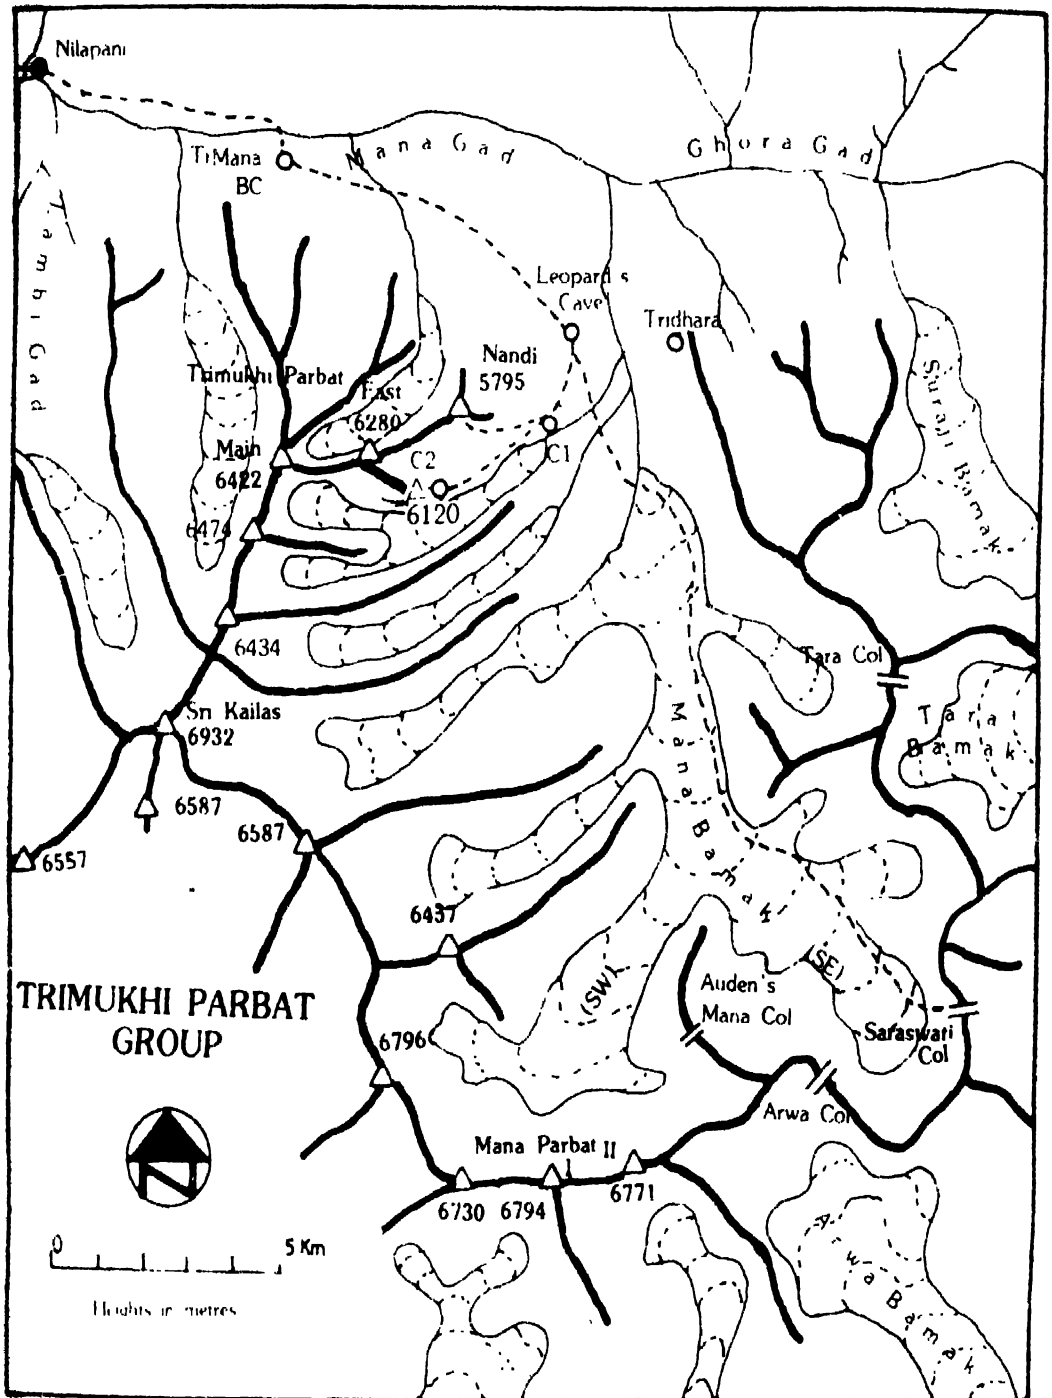 Nilapani
TriMana
BC
Mana Gad
Ghora Gad
Tambi Gad
Leopard's
Cave
Tridhara
Nandi
5795
Trimukhi Parbat
East
6280
Main
6422
C2
C1
6120
6474
Suralı Bamak
6434
Tara Col
Sri Kailas
6932
Tara
Bamak
Mana Bamak
6587
6587
6557
6437
(SW)
(SE)
Auden's
Mana Col
Saraswati
Col
TRIMUKHI PARBAT
GROUP
6796
Arwa Col
Mana Parbat II
6730
6794
6771
Arwa Bamak
N
0
5 Km
Heights in metres